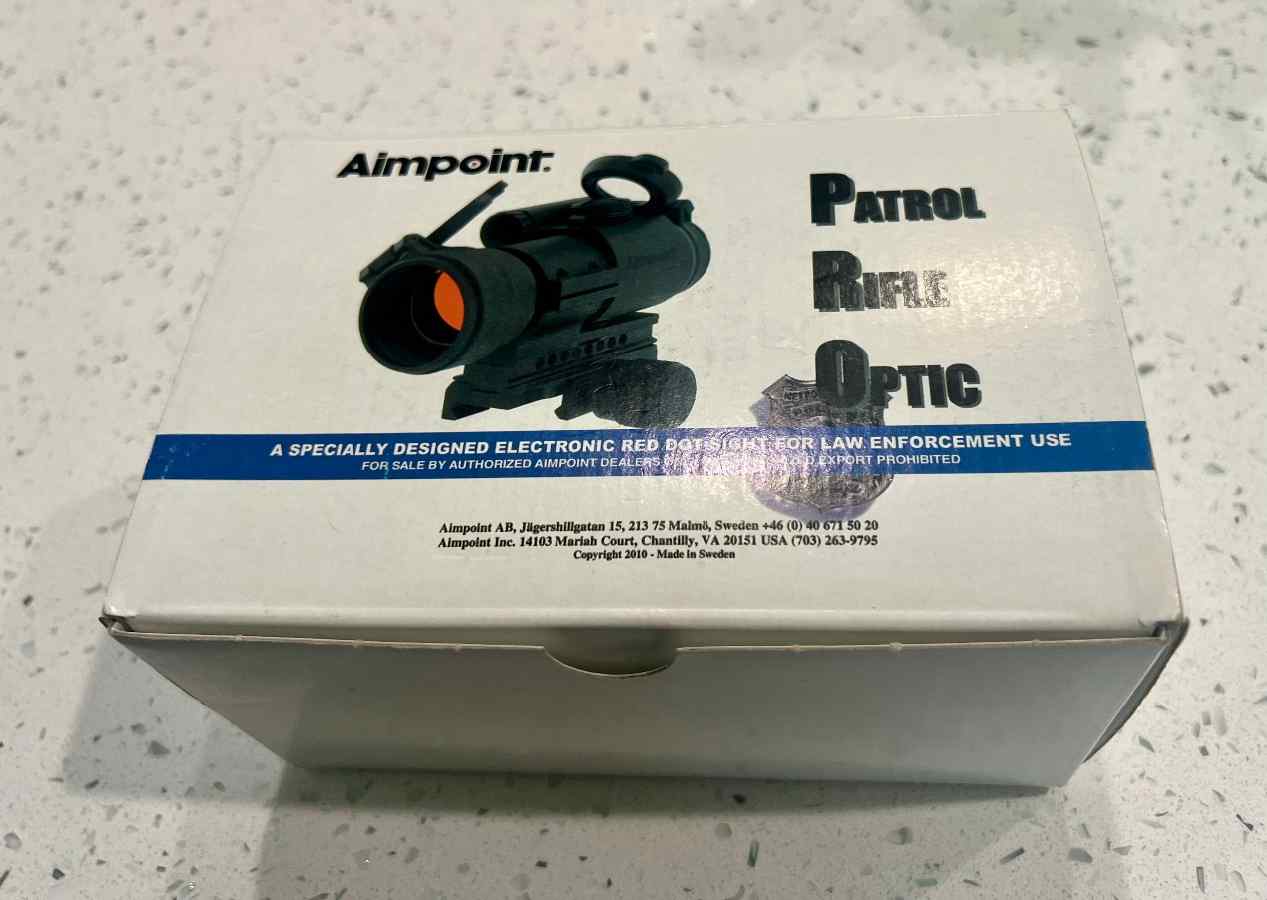 Aimpoint
PATROL
RIFLE
OPTIC
A SPECIALLY DESIGNED ELECTRONIC RED DOT SIGHT FOR LAW ENFORCEMENT USE
FOR SALE BY AUTHORIZED AIMPOINT DEALERS EXPORT PROHIBITED
Aimpoint AB, Jägershillgatan 15, 213 75 Malmö, Sweden +46 (0) 40 671 50 20
Aimpoint Inc. 14103 Mariah Court, Chantilly, VA 20151 USA (703) 263-9795
Copyright 2010 - Made in Sweden